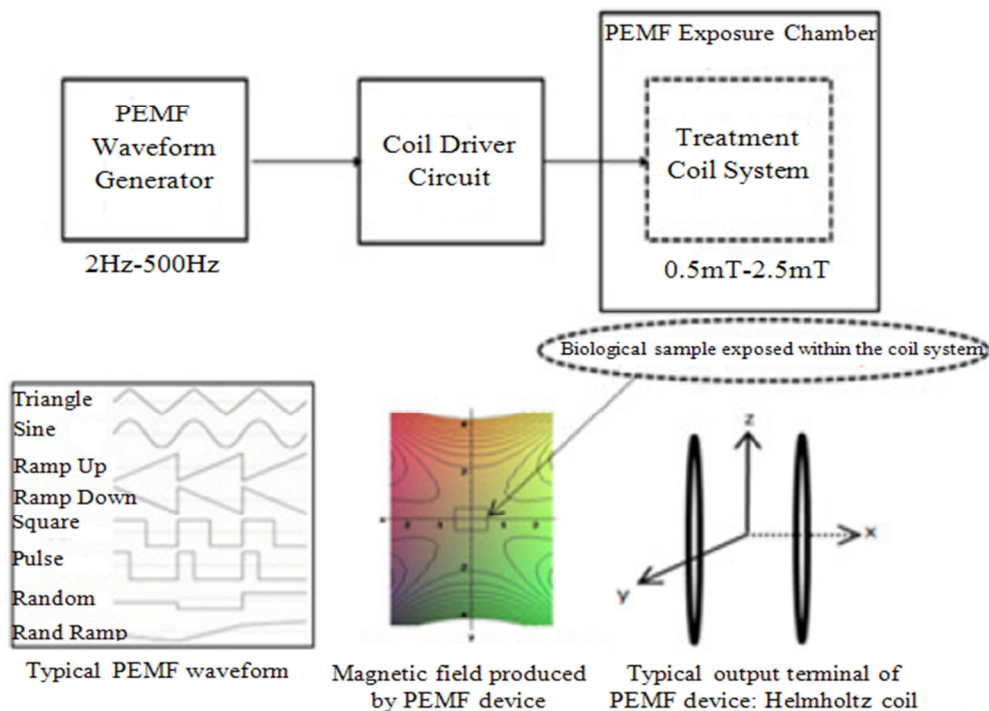 PEMF Exposure Chamber
PEMF
Waveform
Generator
Coil Driver
Circuit
Treatment
Coil System
2Hz-500Hz
0.5mT-2.5mT
Biological sample exposed within the coil system
Triangle
Sine
Ramp Up
Ramp Down
Square
Pulse
Random
Rand Ramp
z
x
y
Typical PEMF waveform
Magnetic field produced
by PEMF device
Typical output terminal of
PEMF device: Helmholtz coil